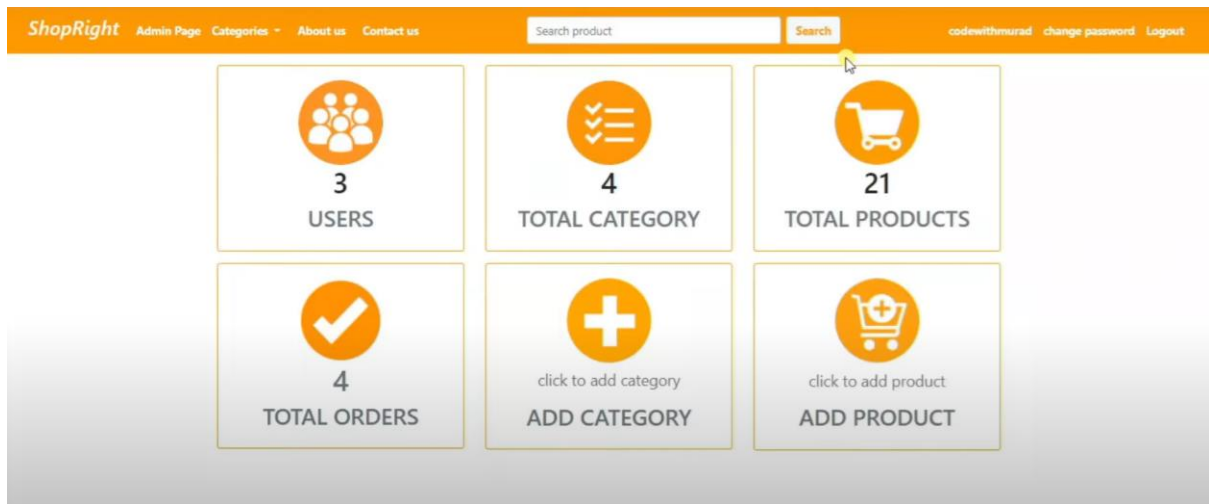 ShopRight Admin Page Categories About us Contact us Search product Search codewithmurad change password Logout
3
USERS
4
TOTAL CATEGORY
21
TOTAL PRODUCTS
4
TOTAL ORDERS
click to add category
ADD CATEGORY
click to add product
ADD PRODUCT